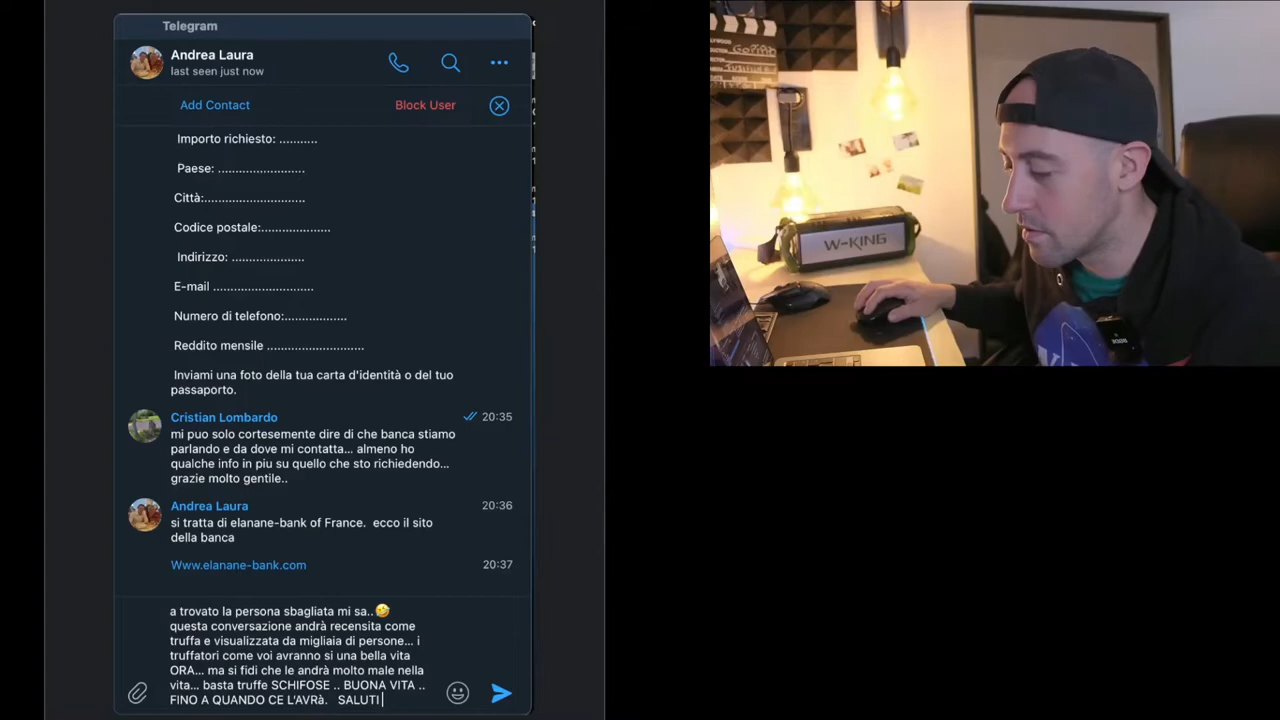 Telegram
Andrea Laura
last seen just now
Add Contact
Block User
Importo richiesto: ...........
Paese: ........................
Città:............................
Codice postale:...................
Indirizzo: ....................
E-mail ............................
Numero di telefono:.................
Reddito mensile ...........................
Inviami una foto della tua carta d'identità o del tuo
passaporto.
Cristian Lombardo
20:35
mi puo solo cortesemente dire di che banca stiamo
parlando e da dove mi contatta... almeno ho
qualche info in piu su quello che sto richiedendo...
grazie molto gentile..
Andrea Laura
20:36
si tratta di elanane-bank of France.  ecco il sito
della banca
Www.elanane-bank.com
20:37
a trovato la persona sbagliata mi sa..🤣
questa conversazione andrà recensita come
truffa e visualizzata da migliaia di persone... i
truffatori come voi avranno si una bella vita
ORA... ma si fidi che le andrà molto male nella
vita... basta truffe SCHIFOSE .. BUONA VITA ..
FINO A QUANDO CE L'AVRà.   SALUTI
W-KING